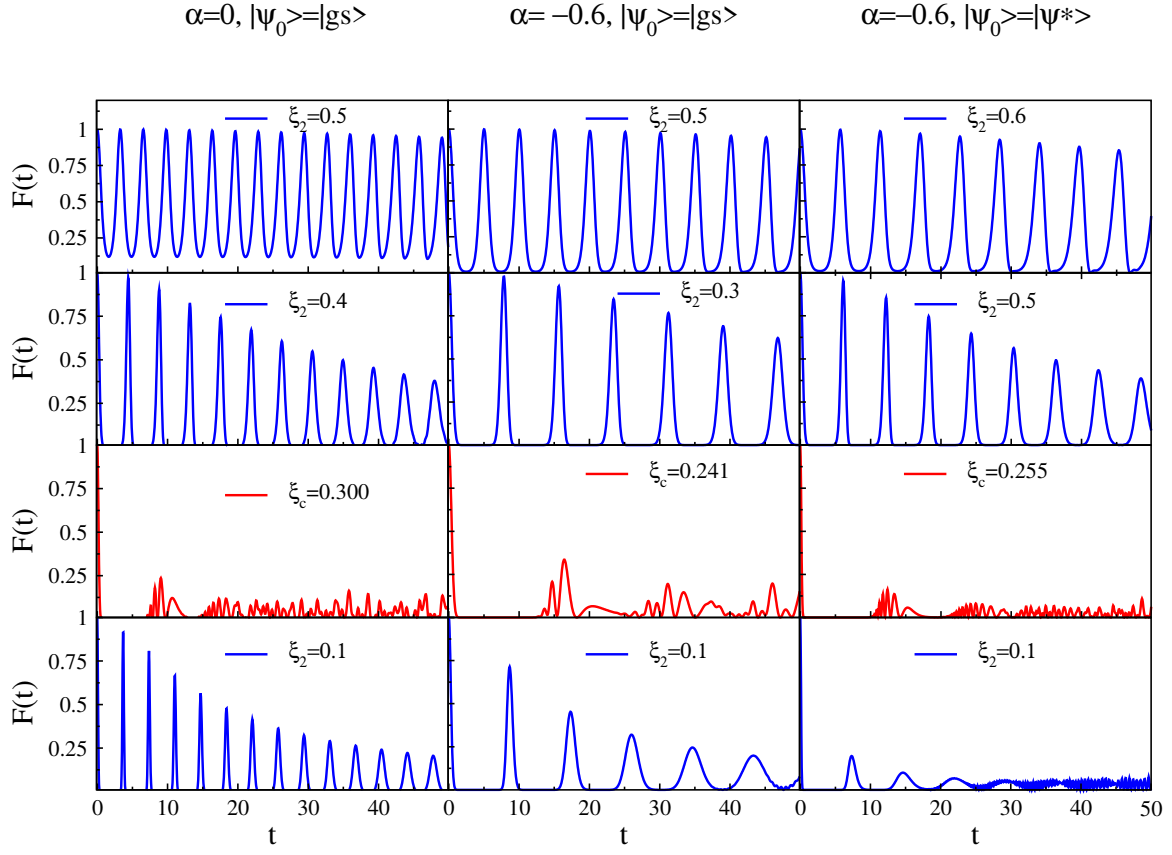 α=0, |ψ₀>=|gs> α= −0.6, |ψ₀>=|gs> α=−0.6, |ψ₀>=|ψ*>
ξ₂=0.5 ξ₂=0.5 ξ₂=0.6
F(t) 1 0.75 0.5 0.25
ξ₂=0.4 ξ₂=0.3 ξ₂=0.5
F(t) 1 0.75 0.5 0.25
ξc=0.300 ξc=0.241 ξc=0.255
F(t) 1 0.75 0.5 0.25
ξ₂=0.1 ξ₂=0.1 ξ₂=0.1
F(t) 1 0.75 0.5 0.25
0 10 20 30 40 0 10 20 30 40 0 10 20 30 40 50
t t t